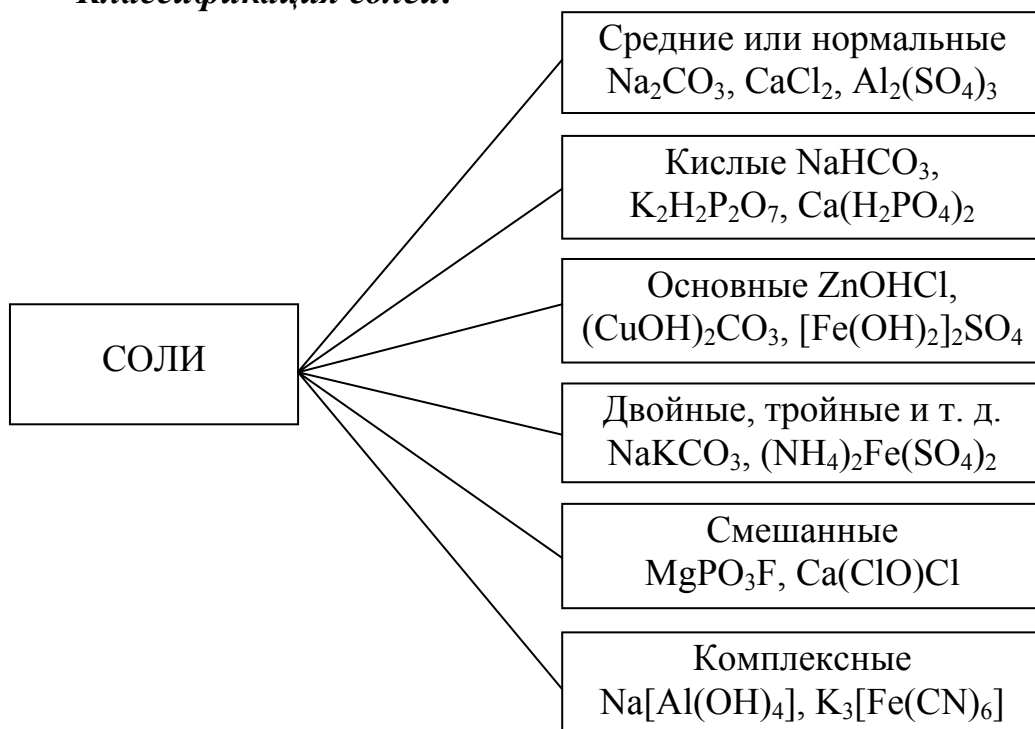 Классификация солей:
Средние или нормальные
Na₂CO₃, CaCl₂, Al₂(SO₄)₃
Кислые NaHCO₃,
K₂H₂P₂O₇, Ca(H₂PO₄)₂
Основные ZnOHCl,
(CuOH)₂CO₃, [Fe(OH)₂]₂SO₄
СОЛИ
Двойные, тройные и т. д.
NaKCO₃, (NH₄)₂Fe(SO₄)₂
Смешанные
MgPO₃F, Ca(ClO)Cl
Комплексные
Na[Al(OH)₄], K₃[Fe(CN)₆]